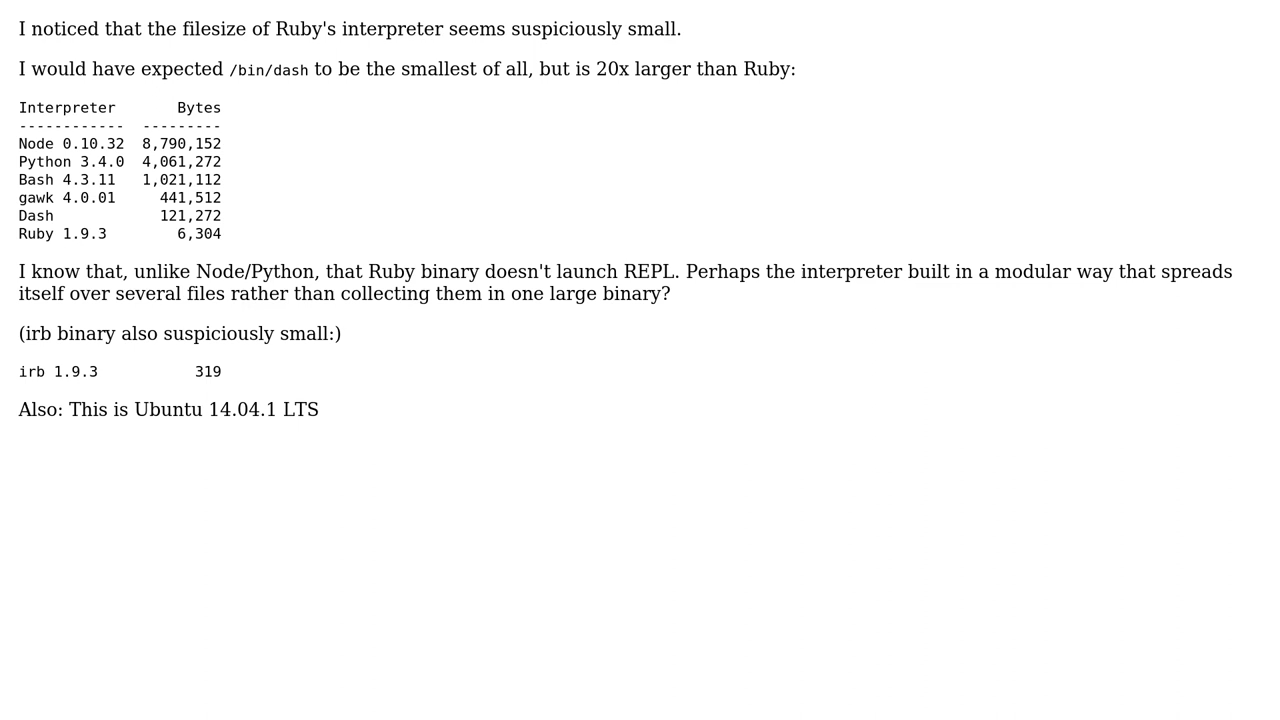 I noticed that the filesize of Ruby's interpreter seems suspiciously small.
I would have expected /bin/dash to be the smallest of all, but is 20x larger than Ruby:
Interpreter       Bytes
------------  ---------
Node 0.10.32  8,790,152
Python 3.4.0  4,061,272
Bash 4.3.11   1,021,112
gawk 4.0.01     441,512
Dash            121,272
Ruby 1.9.3        6,304
I know that, unlike Node/Python, that Ruby binary doesn't launch REPL. Perhaps the interpreter built in a modular way that spreads
itself over several files rather than collecting them in one large binary?
(irb binary also suspiciously small:)
irb 1.9.3           319
Also: This is Ubuntu 14.04.1 LTS